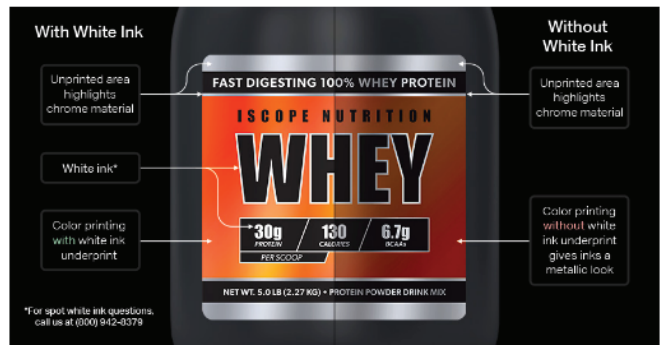 With White Ink
Unprinted area
highlights
chrome material
White ink*
Color printing
with white ink
underprint
*For spot white ink questions,
call us at (800) 942-8379
FAST DIGESTING 100% WHEY PROTEIN
ISCOPE NUTRITION
WHEY
30g
PROTEIN
130
CALORIES
6.7g
BCAAs
PER SCOOP
NET WT. 5.0 LB (2.27 KG) • PROTEIN POWDER DRINK MIX
Without
White Ink
Unprinted area
highlights
chrome material
Color printing
without white
ink underprint
gives inks a
metallic look